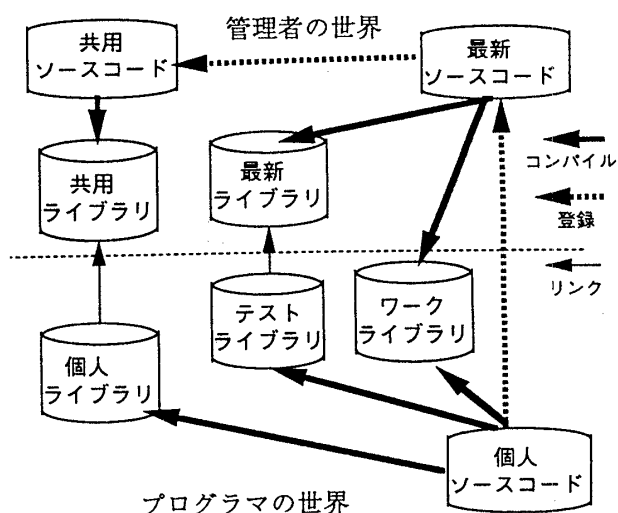 管理者の世界
共用
ソースコード
最新
ソースコード
共用
ライブラリ
最新
ライブラリ
コンパイル
登録
リンク
テスト
ライブラリ
ワーク
ライブラリ
個人
ライブラリ
個人
ソースコード
プログラマの世界